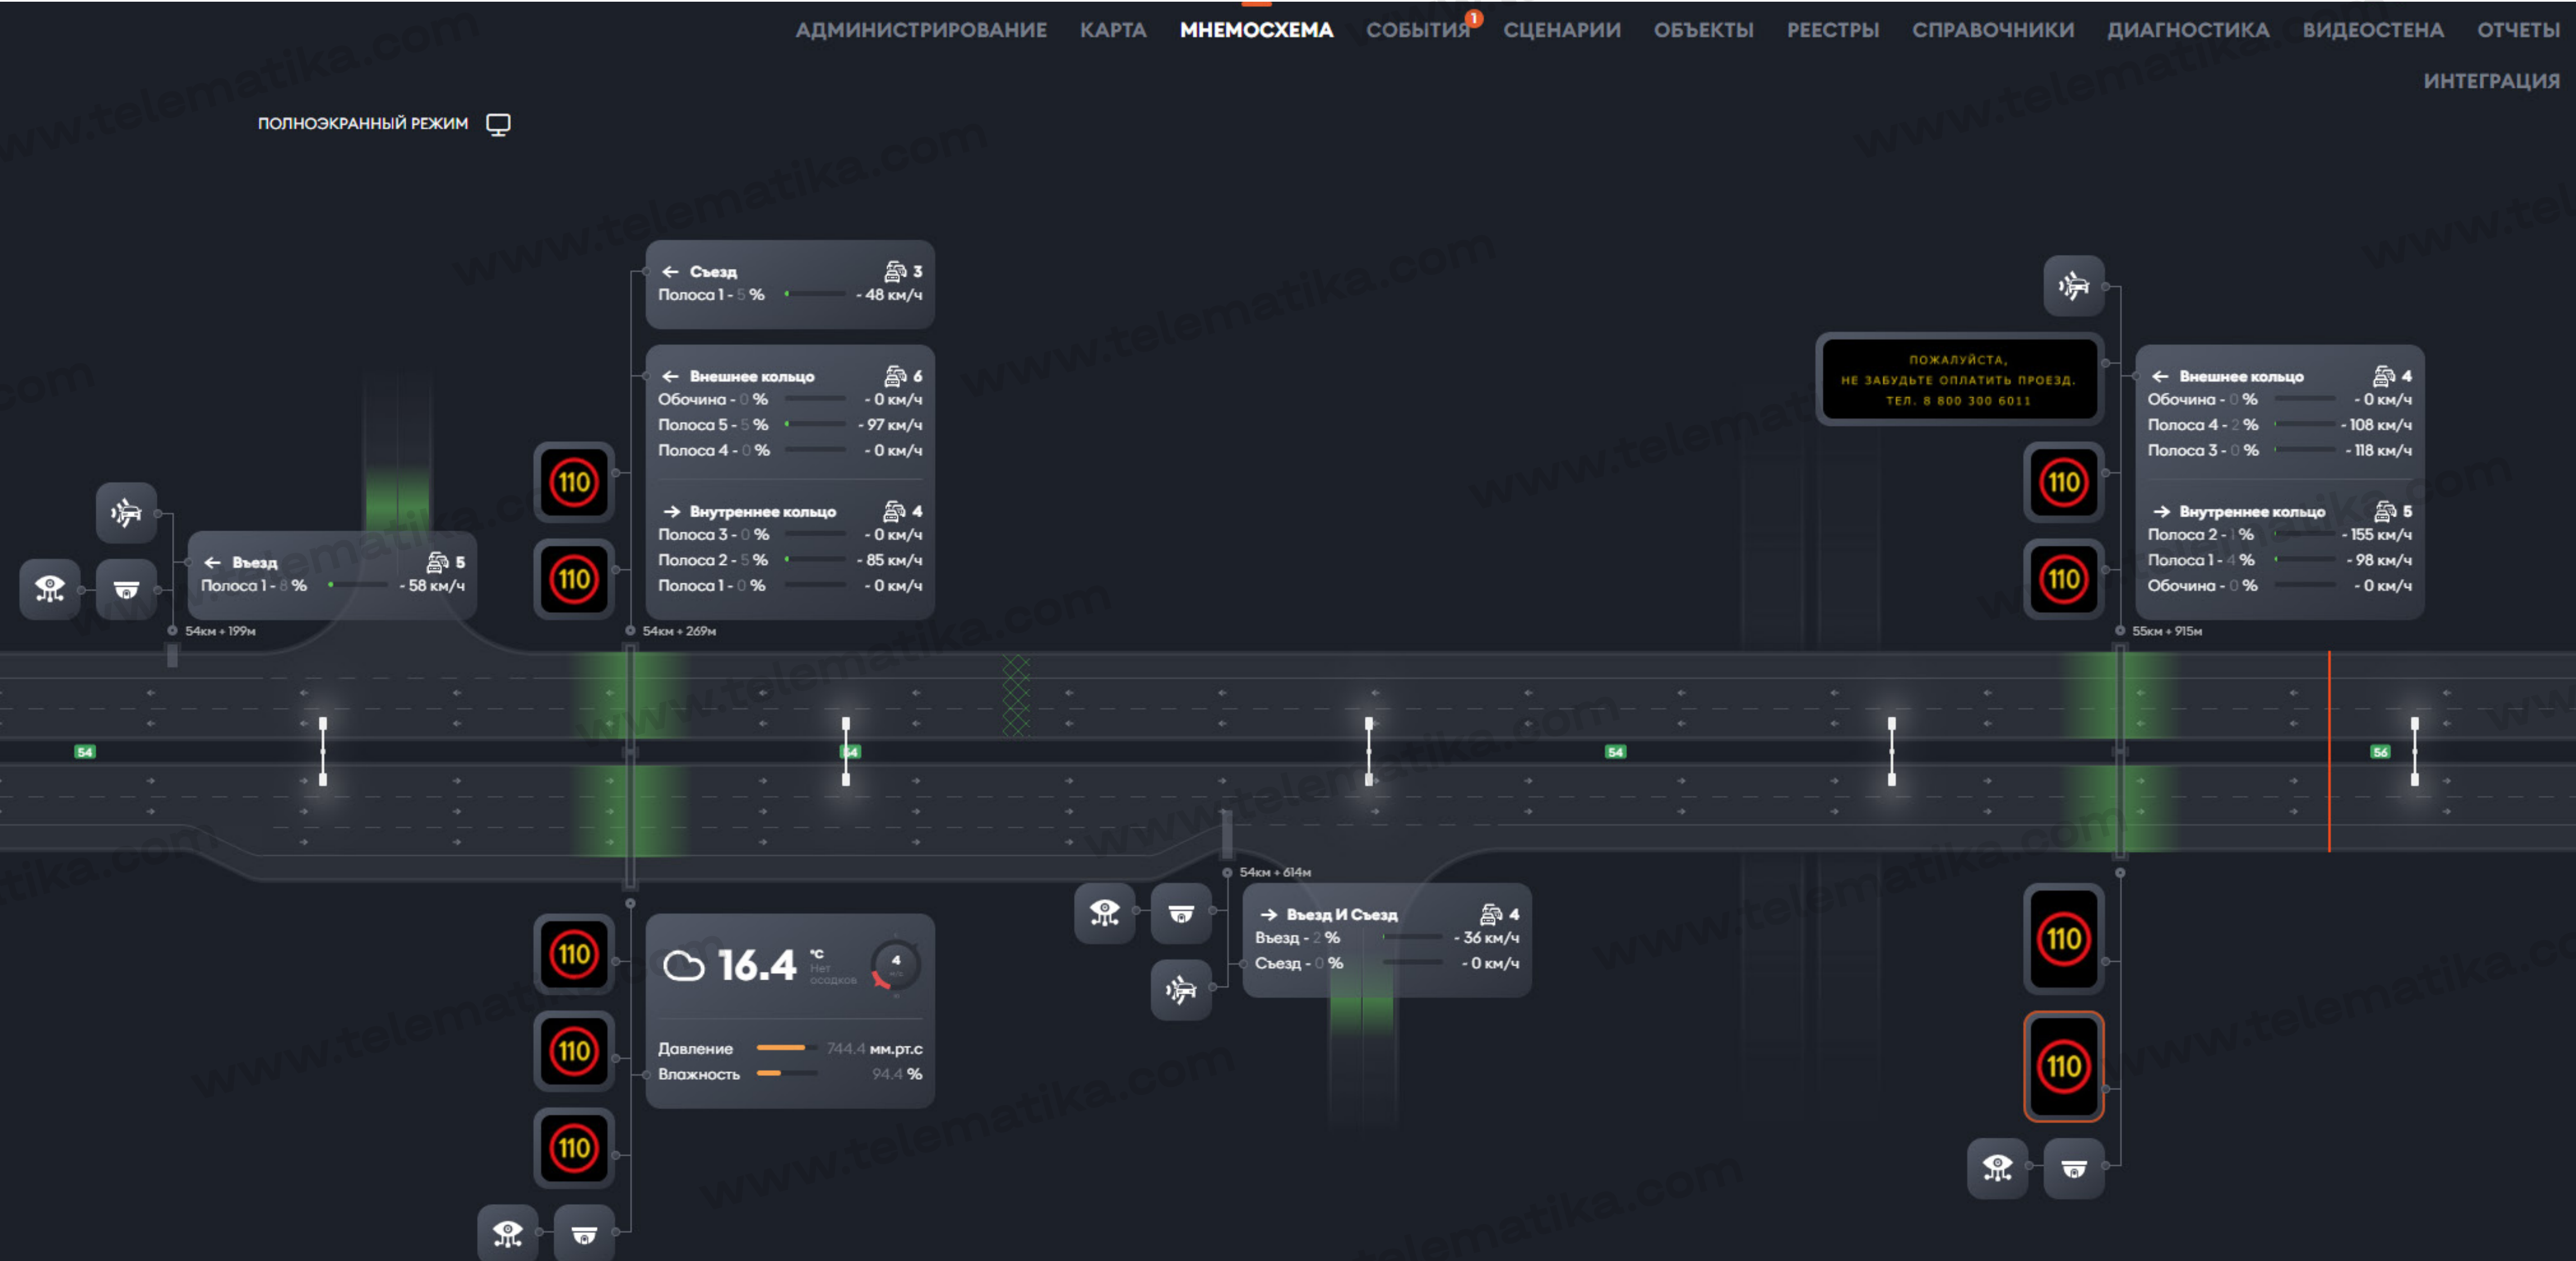 АДМИНИСТРИРОВАНИЕ КАРТА МНЕМОСХЕМА СОБЫТИЯ 1 СЦЕНАРИИ ОБЪЕКТЫ РЕЕСТРЫ СПРАВОЧНИКИ ДИАГНОСТИКА ВИДЕОСТЕНА ОТЧЕТЫ
ИНТЕГРАЦИЯ
ПОЛНОЭКРАННЫЙ РЕЖИМ
← Съезд 3
Полоса 1 - 5 % - 48 км/ч
← Внешнее кольцо 6
Обочина - 0 % - 0 км/ч
Полоса 5 - 5 % - 97 км/ч
Полоса 4 - 0 % - 0 км/ч
→ Внутреннее кольцо 4
Полоса 3 - 0 % - 0 км/ч
Полоса 2 - 5 % - 85 км/ч
Полоса 1 - 0 % - 0 км/ч
110
110
← Въезд 5
Полоса 1 - 8 % - 58 км/ч
54км + 199м
54км + 269м
ПОЖАЛУЙСТА,
НЕ ЗАБУДЬТЕ ОПЛАТИТЬ ПРОЕЗД.
ТЕЛ. 8 800 300 6011
110
110
← Внешнее кольцо 4
Обочина - 0 % - 0 км/ч
Полоса 4 - 2 % - 108 км/ч
Полоса 3 - 0 % - 118 км/ч
→ Внутреннее кольцо 5
Полоса 2 - 1 % - 155 км/ч
Полоса 1 - 4 % - 98 км/ч
Обочина - 0 % - 0 км/ч
55км + 915м
54
54
54
56
54км + 614м
→ Въезд И Съезд 4
Въезд - 2 % - 36 км/ч
Съезд - 0 % - 0 км/ч
110
110
110
16.4 °C
Нет
осадков
4
м/с
Давление 744.4 мм.рт.с
Влажность 94.4 %
110
110
www.telematika.com